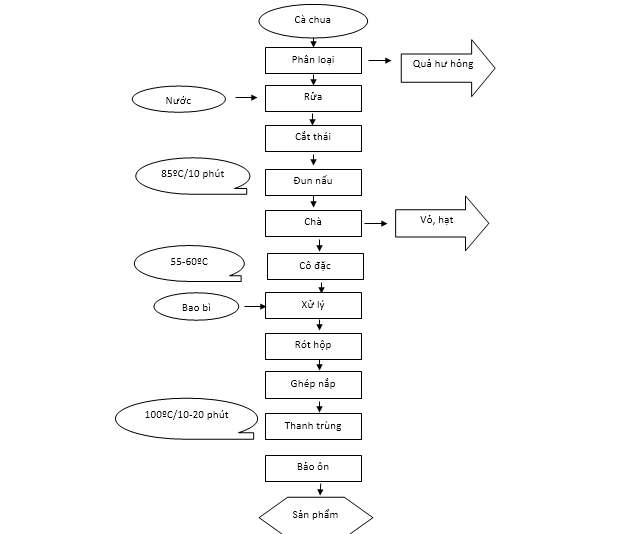 Cà chua
Phân loại
Quả hư hỏng
Nước
Rửa
Cắt thái
85ºC/10 phút
Đun nấu
Chà
Vỏ, hạt
55-60ºC
Cô đặc
Bao bì
Xử lý
Rót hộp
Ghép nắp
100ºC/10-20 phút
Thanh trùng
Bảo ôn
Sản phẩm